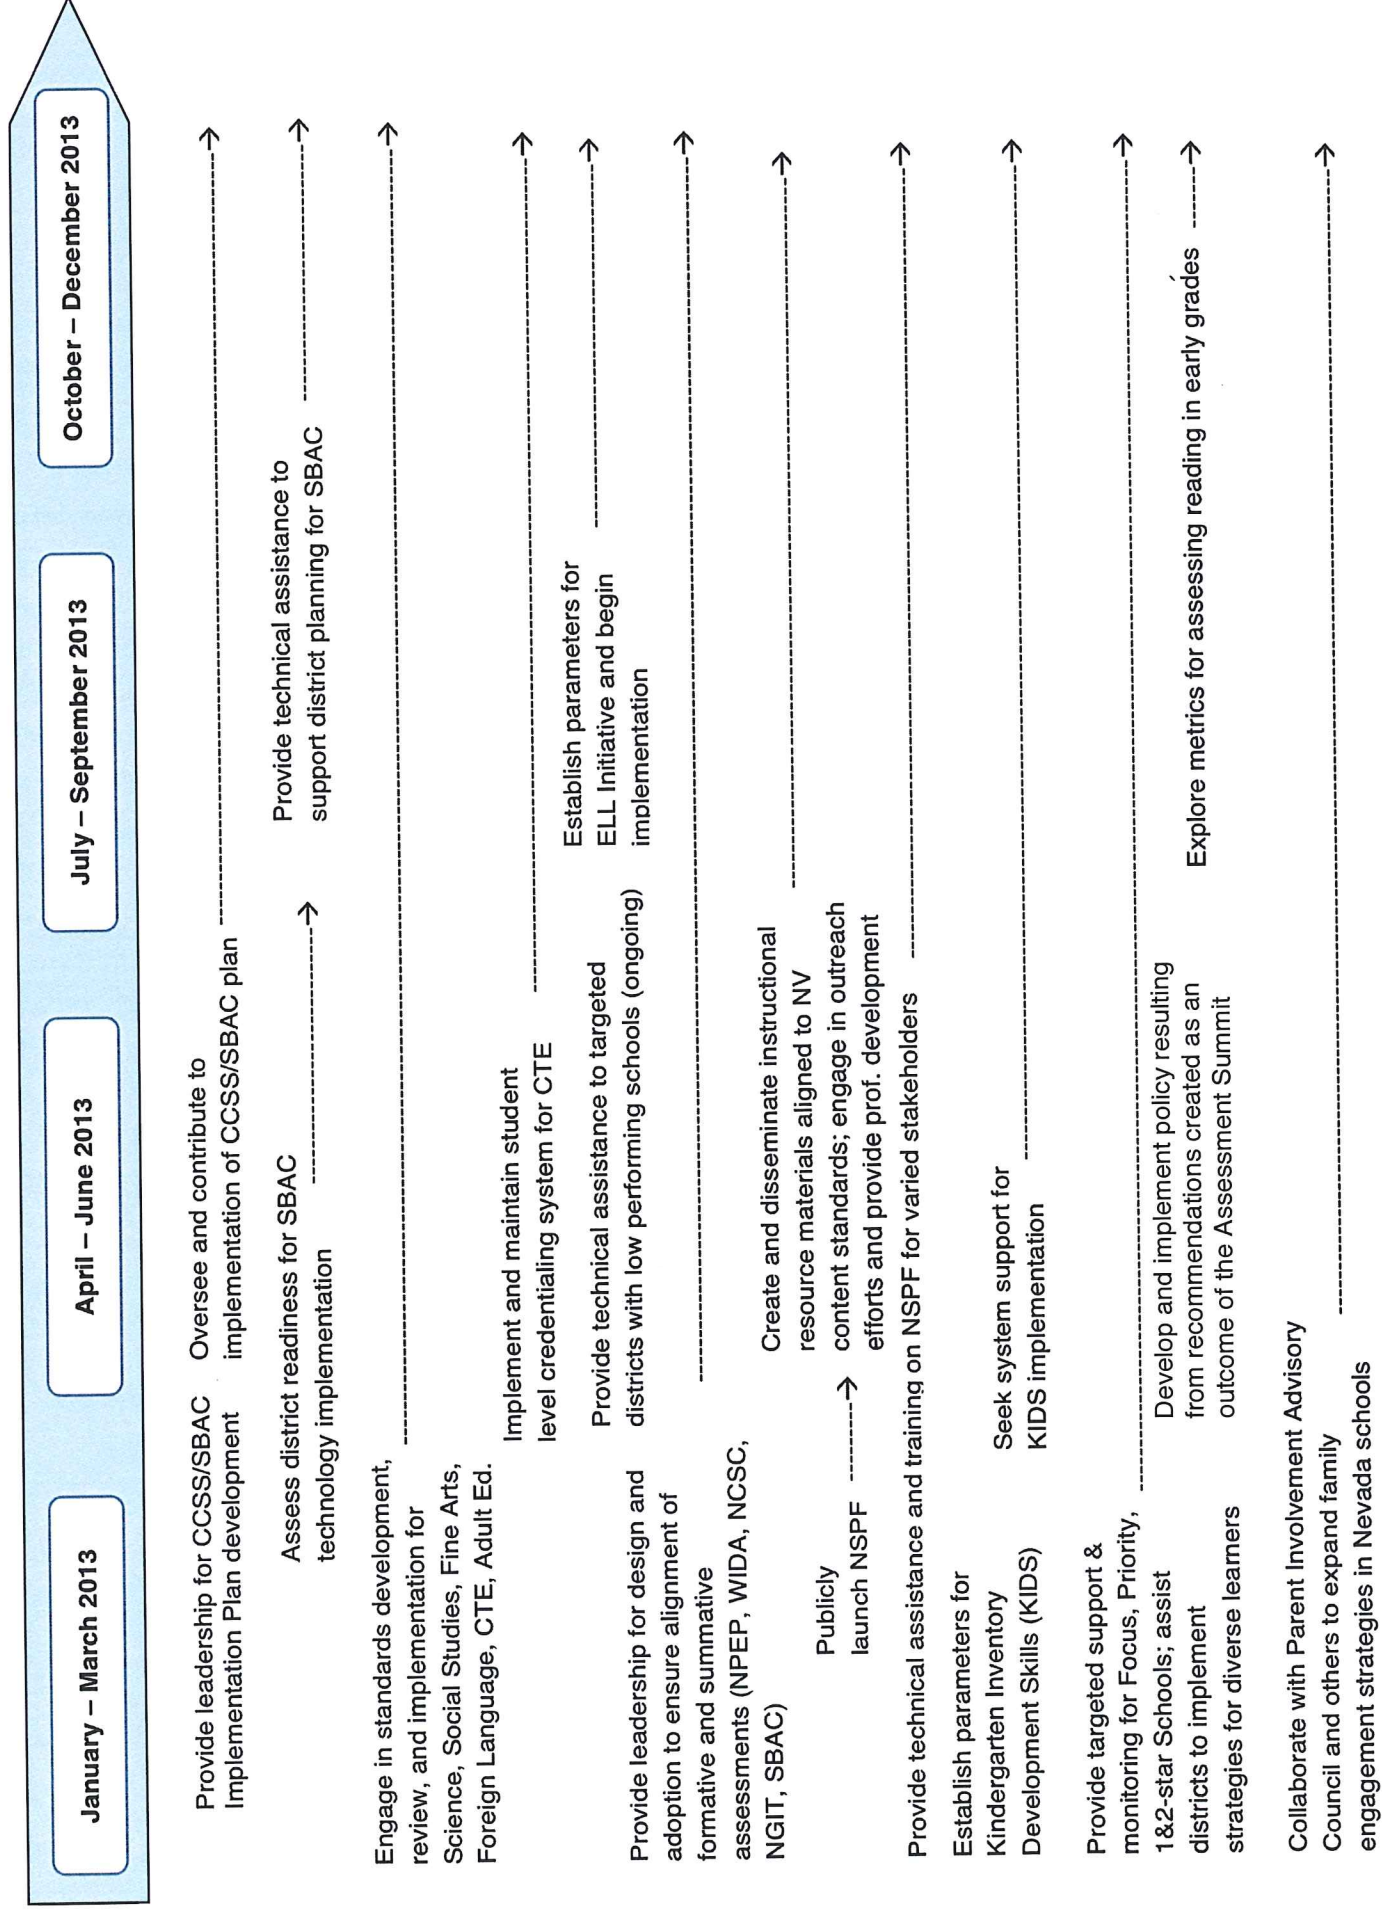 January – March 2013
April – June 2013
July – September 2013
October – December 2013
Provide leadership for CCSS/SBAC
Implementation Plan development
Oversee and contribute to
implementation of CCSS/SBAC plan
Assess district readiness for SBAC
technology implementation
Provide technical assistance to
support district planning for SBAC
Engage in standards development,
review, and implementation for
Science, Social Studies, Fine Arts,
Foreign Language, CTE, Adult Ed.
Implement and maintain student
level credentialing system for CTE
Provide technical assistance to targeted
districts with low performing schools (ongoing)
Establish parameters for
ELL Initiative and begin
implementation
Provide leadership for design and
adoption to ensure alignment of
formative and summative
assessments (NPEP, WIDA, NCSC,
NGIT, SBAC)
Publicly
launch NSPF
Create and disseminate instructional
resource materials aligned to NV
content standards; engage in outreach
efforts and provide prof. development
Provide technical assistance and training on NSPF for varied stakeholders
Establish parameters for
Kindergarten Inventory
Development Skills (KIDS)
Seek system support for
KIDS implementation
Provide targeted support &
monitoring for Focus, Priority,
1&2-star Schools; assist
districts to implement
strategies for diverse learners
Develop and implement policy resulting
from recommendations created as an
outcome of the Assessment Summit
Explore metrics for assessing reading in early grades
Collaborate with Parent Involvement Advisory
Council and others to expand family
engagement strategies in Nevada schools